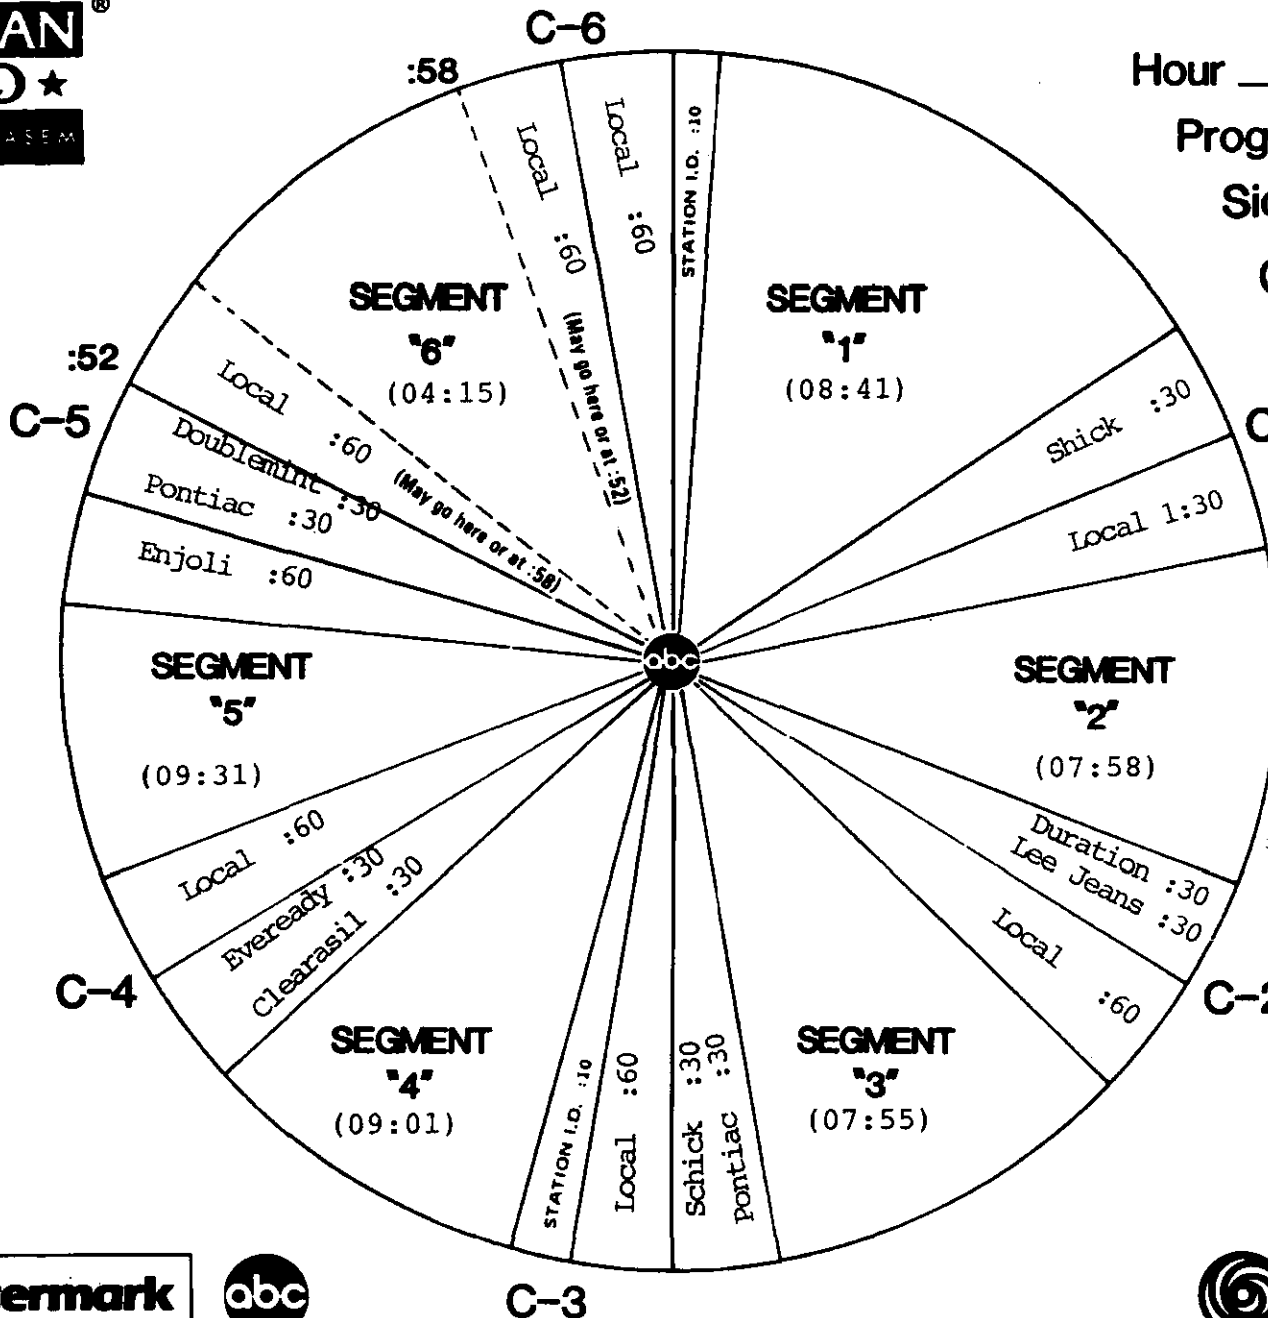 AN ®
ASEM
C-6
:58
Hour
Local :60
Local :60
STATION I.D. :10
(May go here or at :52)
SEGMENT
"6"
(04:15)
SEGMENT
"1"
(08:41)
:52
C-5
Local :60
(May go here or at :58)
Doublemint :30
Pontiac :30
Enjoli :60
Shick :30
Local 1:30
abc
SEGMENT
"5"
(09:31)
SEGMENT
"2"
(07:58)
Local :60
Eveready :30
Clearasil :30
Duration :30
Lee Jeans :30
Local :60
C-4
C-2
SEGMENT
"4"
(09:01)
STATION I.D. :10
Local :60
Schick :30
Pontiac :30
SEGMENT
"3"
(07:55)
C-3
ermark
abc